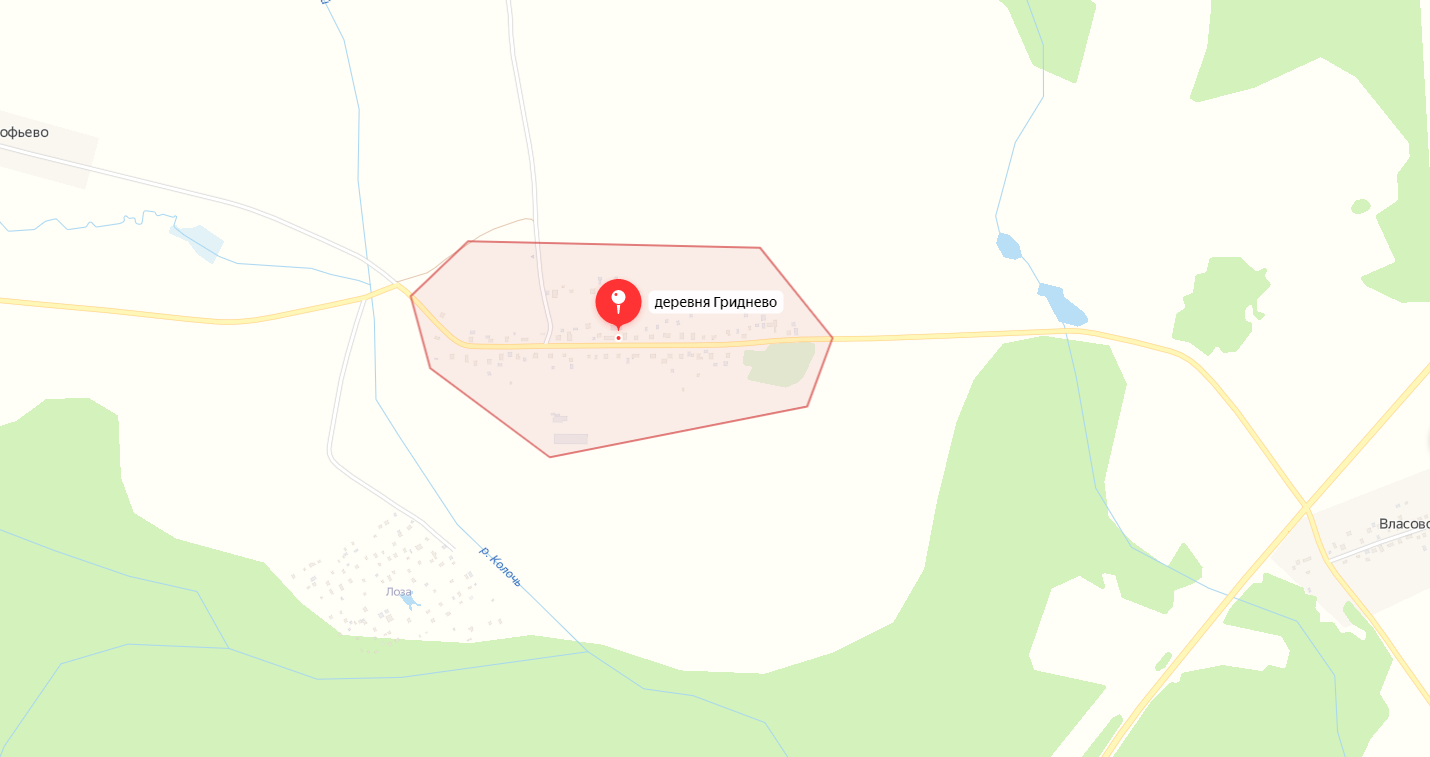 офьево
деревня Гриднево
Власово
р. Колочь
Лоза